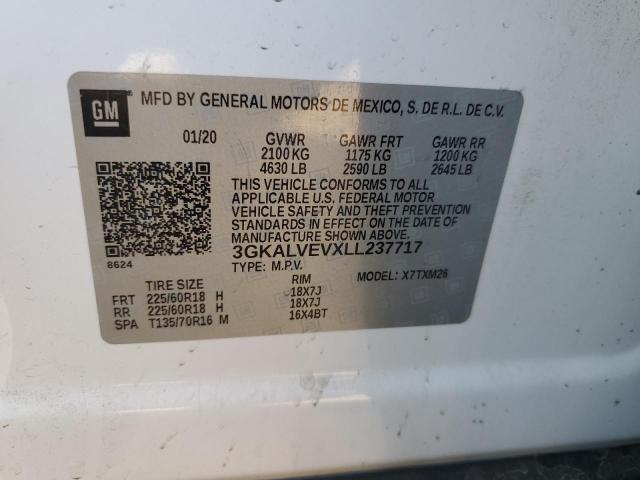 GM
MFD BY GENERAL MOTORS DE MEXICO, S. DE R.L. DE C.V.
01/20 GVWR GAWR FRT GAWR RR
2100 KG 1175 KG 1200 KG
4630 LB 2590 LB 2645 LB
THIS VEHICLE CONFORMS TO ALL
APPLICABLE U.S. FEDERAL MOTOR
VEHICLE SAFETY AND THEFT PREVENTION
STANDARDS IN EFFECT ON THE DATE OF
MANUFACTURE SHOWN ABOVE.
8624 3GKALVEVXLL237717
TYPE: M.P.V. MODEL: X7TXM26
TIRE SIZE RIM
FRT 225/60R18 H 18X7J
RR 225/60R18 H 18X7J
SPA T135/70R16 M 16X4BT